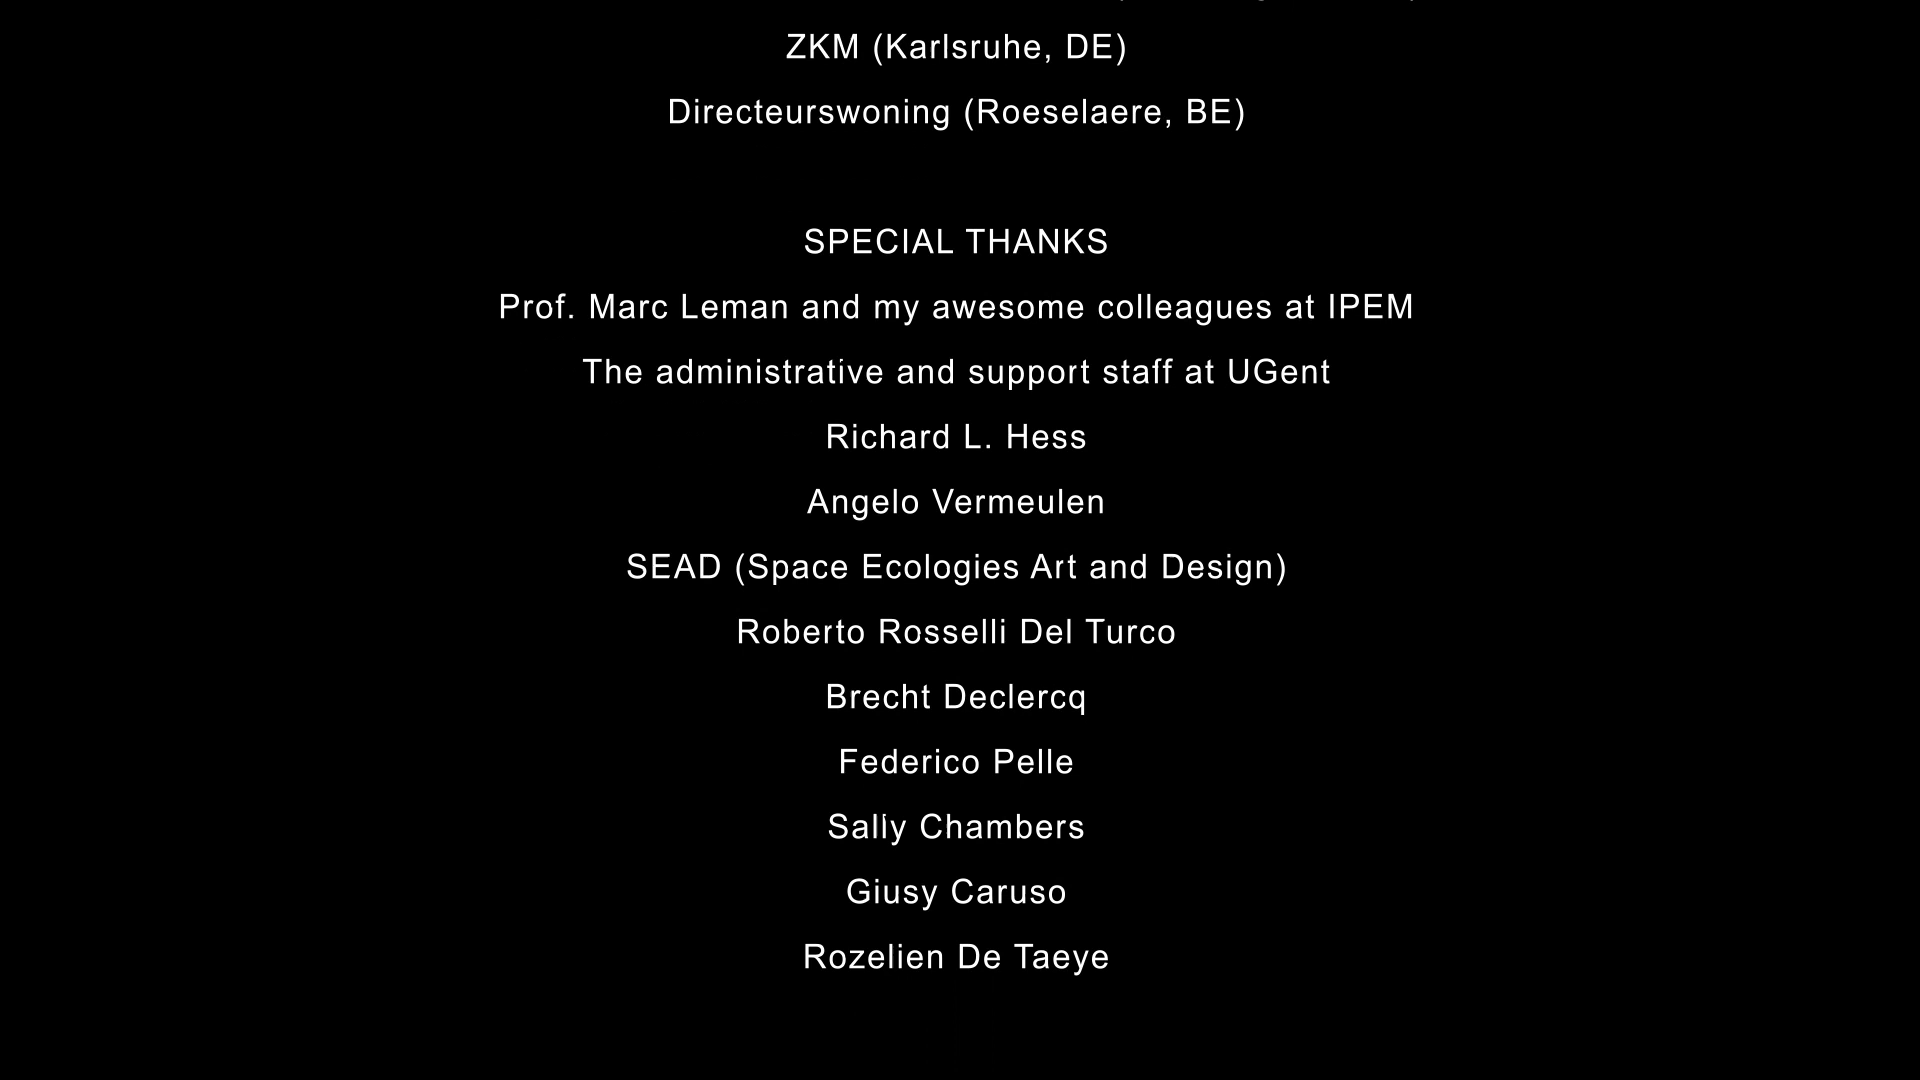 ZKM (Karlsruhe, DE)
Directeurswoning (Roeselaere, BE)
SPECIAL THANKS
Prof. Marc Leman and my awesome colleagues at IPEM
The administrative and support staff at UGent
Richard L. Hess
Angelo Vermeulen
SEAD (Space Ecologies Art and Design)
Roberto Rosselli Del Turco
Brecht Declercq
Federico Pelle
Sally Chambers
Giusy Caruso
Rozelien De Taeye